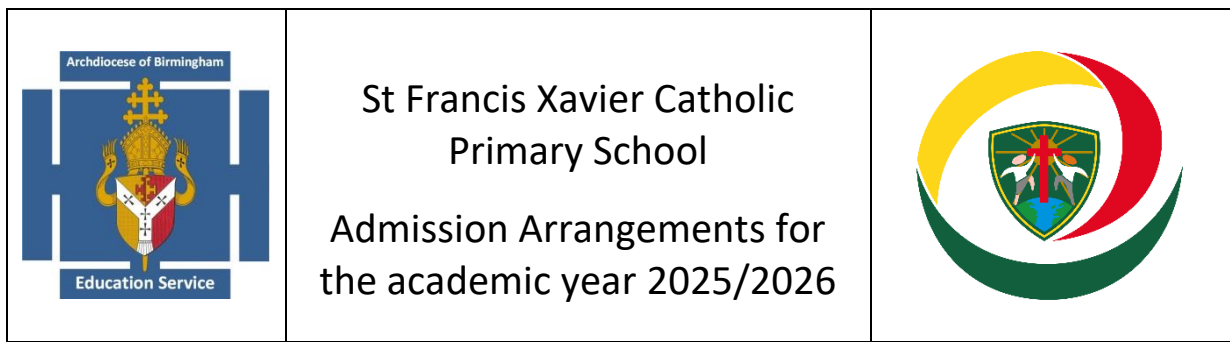 Archdiocese of Birmingham
Education Service
St Francis Xavier Catholic
Primary School
Admission Arrangements for
the academic year 2025/2026